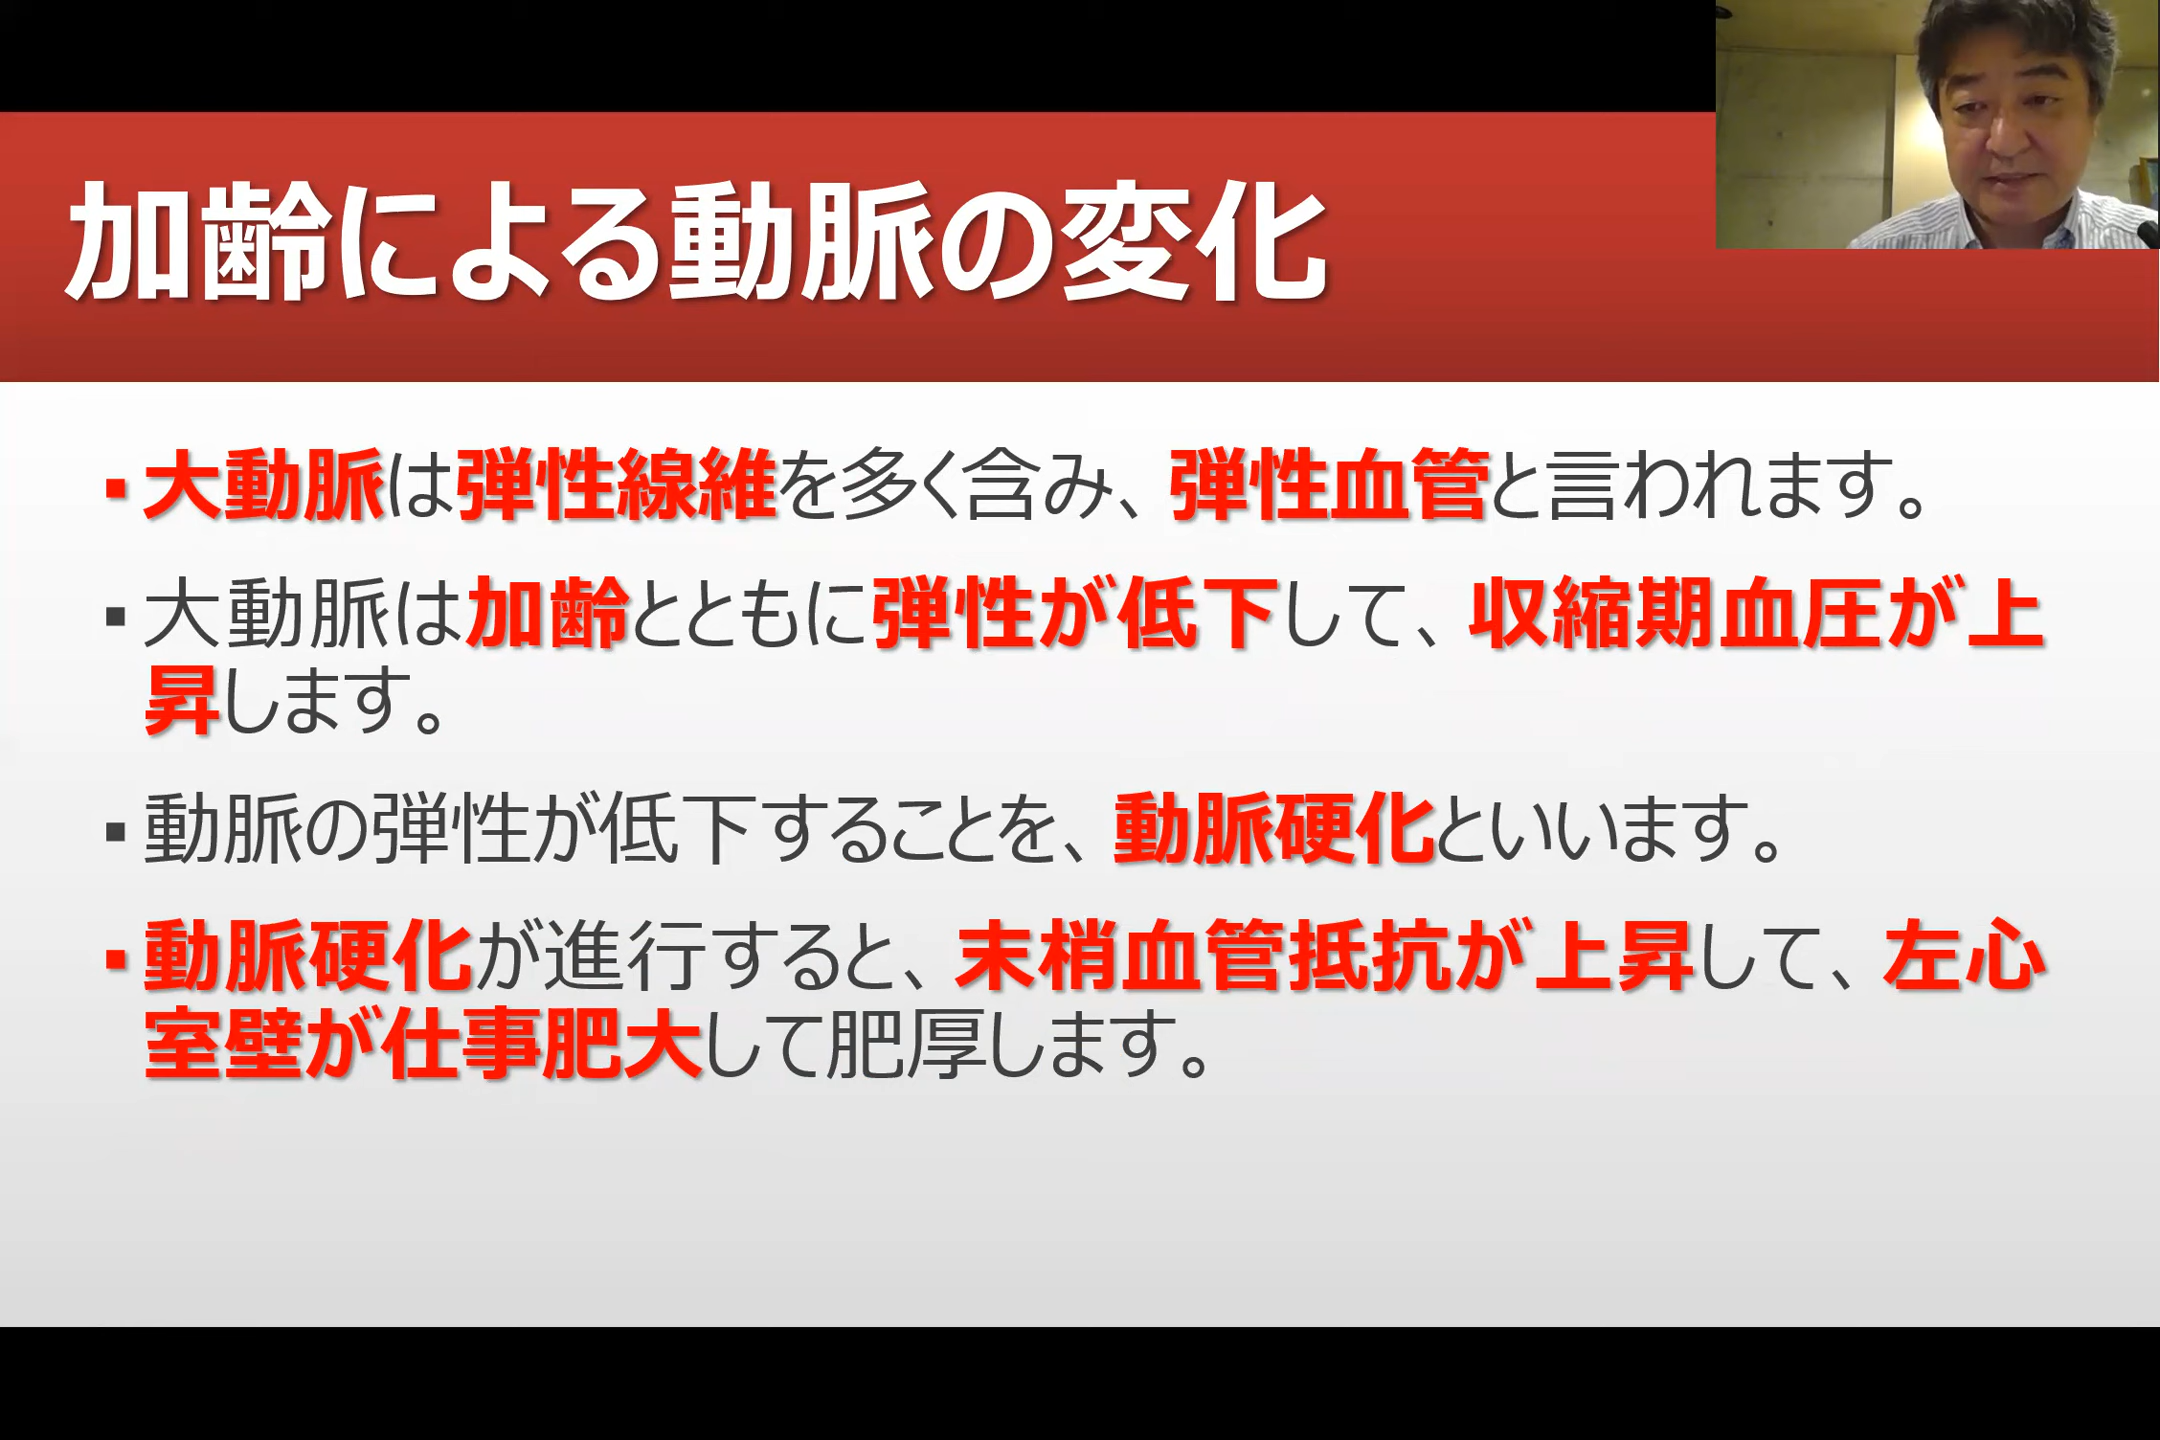 加齢による動脈の変化
▪大動脈は弾性線維を多く含み、弾性血管と言われます。
▪大動脈は加齢とともに弾性が低下して、収縮期血圧が上
昇します。
▪動脈の弾性が低下することを、動脈硬化といいます。
▪動脈硬化が進行すると、末梢血管抵抗が上昇して、左心
室壁が仕事肥大して肥厚します。